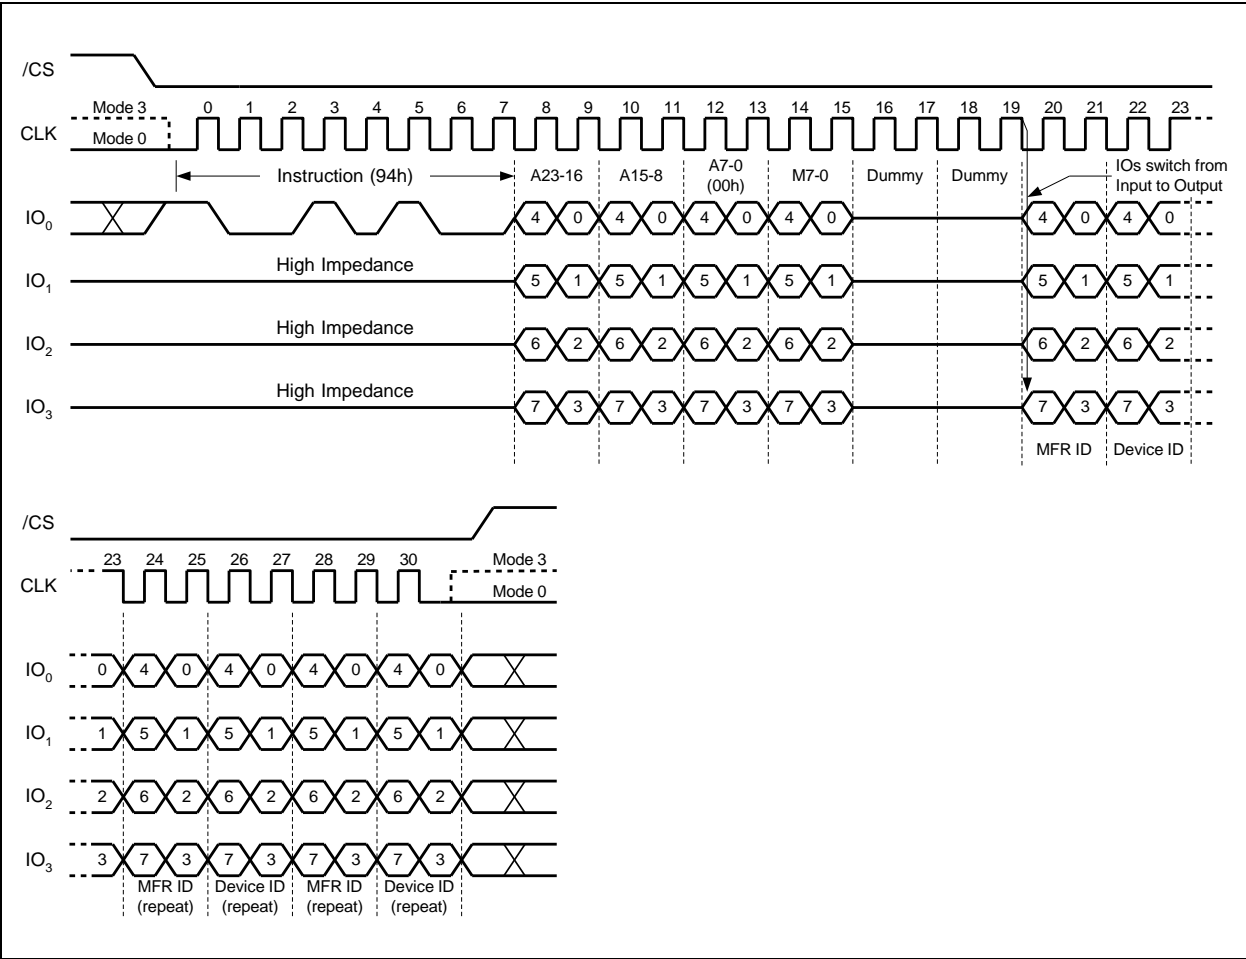 /CS
Mode 3 0 1 2 3 4 5 6 7 8 9 10 11 12 13 14 15 16 17 18 19 20 21 22 23
CLK Mode 0
Instruction (94h) A23-16 A15-8 A7-0 (00h) M7-0 Dummy Dummy IOs switch from Input to Output
IO0 4 0 4 0 4 0 4 0 4 0 4 0
High Impedance
IO1 5 1 5 1 5 1 5 1 5 1 5 1
High Impedance
IO2 6 2 6 2 6 2 6 2 6 2 6 2
High Impedance
IO3 7 3 7 3 7 3 7 3 7 3 7 3
MFR ID Device ID
/CS
23 24 25 26 27 28 29 30 Mode 3
CLK Mode 0
IO0 0 4 0 4 0 4 0 4 0
IO1 1 5 1 5 1 5 1 5 1
IO2 2 6 2 6 2 6 2 6 2
IO3 3 7 3 7 3 7 3 7 3
MFR ID Device ID MFR ID Device ID
(repeat) (repeat) (repeat) (repeat)